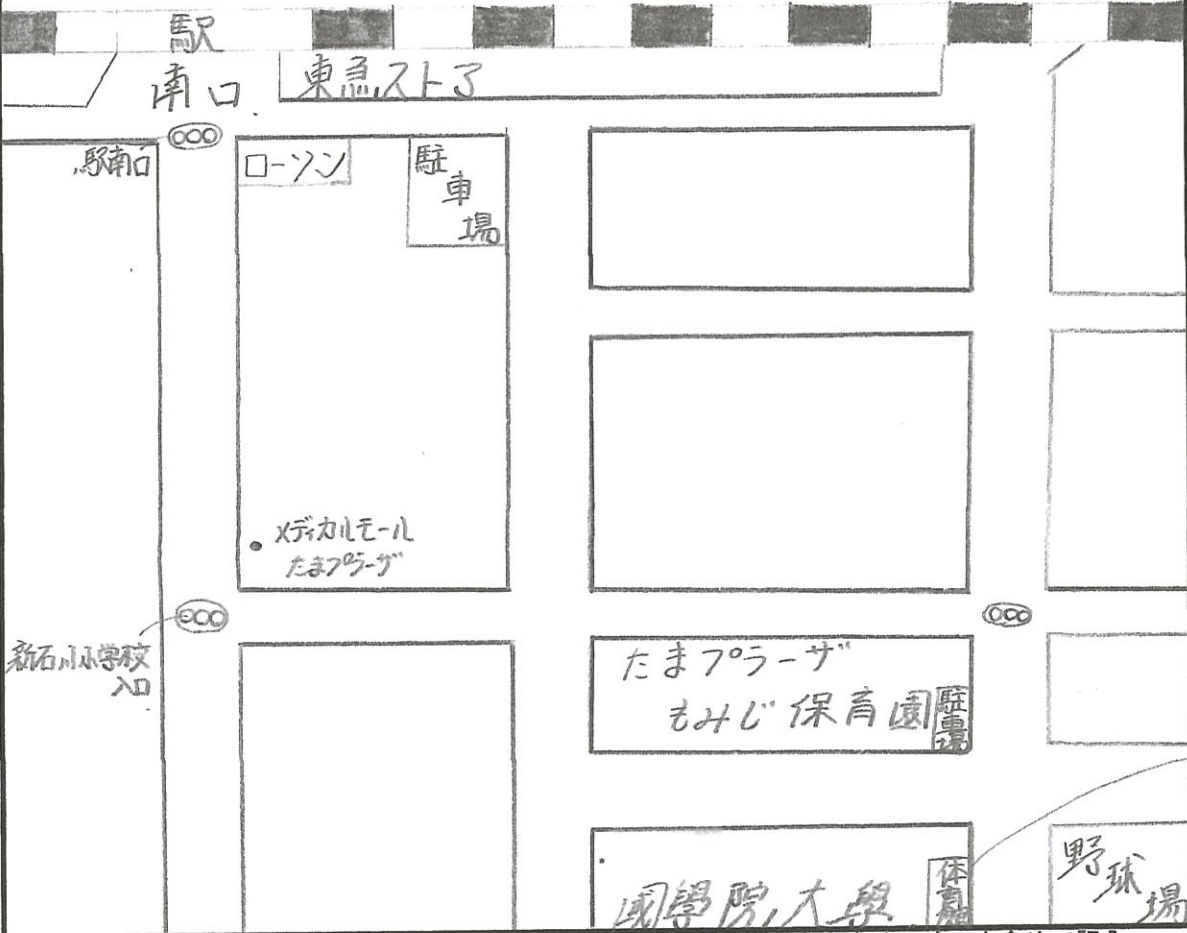 駅
南口
東急ストア
駅南口
ローソン
駐車場
メディカルモール
たまプラーザ
新石川小学校
入口
たまプラーザ
もみじ保育園
駐車場
國學院大學
体育館
野球場